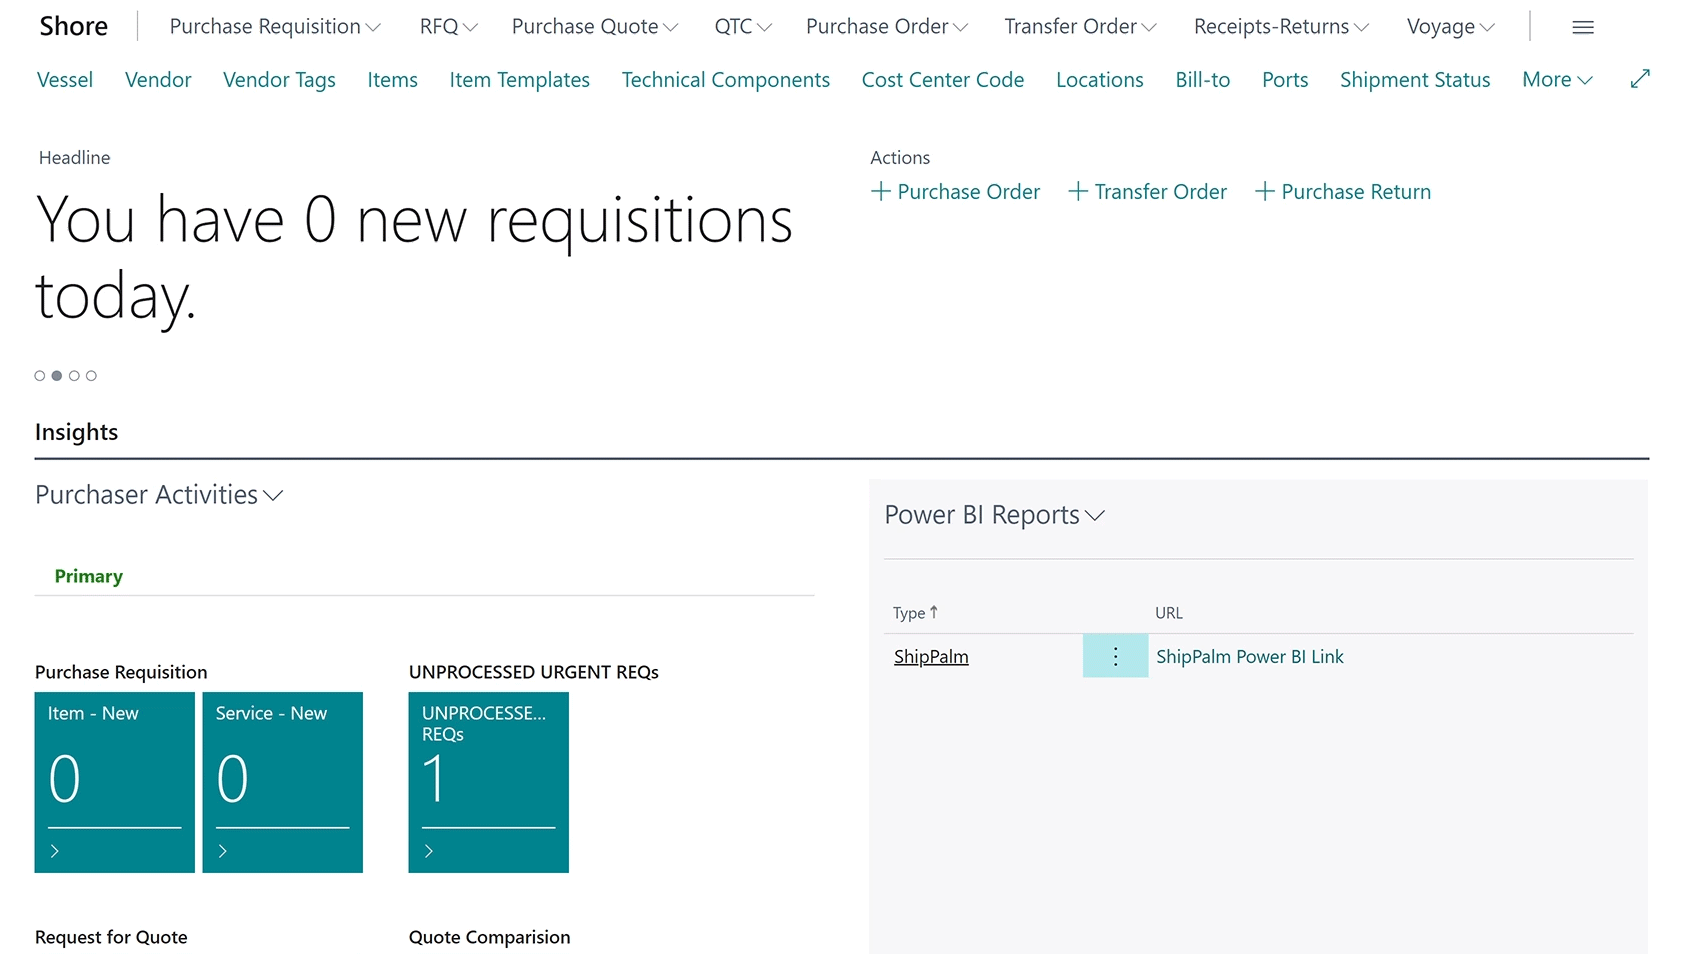 Shore
Purchase Requisition
RFQ
Purchase Quote
QTC
Purchase Order
Transfer Order
Receipts-Returns
Voyage
Vessel
Vendor
Vendor Tags
Items
Item Templates
Technical Components
Cost Center Code
Locations
Bill-to
Ports
Shipment Status
More
Headline
You have 0 new requisitions
today.
Actions
Purchase Order
Transfer Order
Purchase Return
Insights
Purchaser Activities
Primary
Purchase Requisition
Item - New
0
Service - New
0
UNPROCESSED URGENT REQs
UNPROCESSE...
REQs
1
Request for Quote
Quote Comparision
Power BI Reports
Type ↑
URL
ShipPalm
ShipPalm Power BI Link